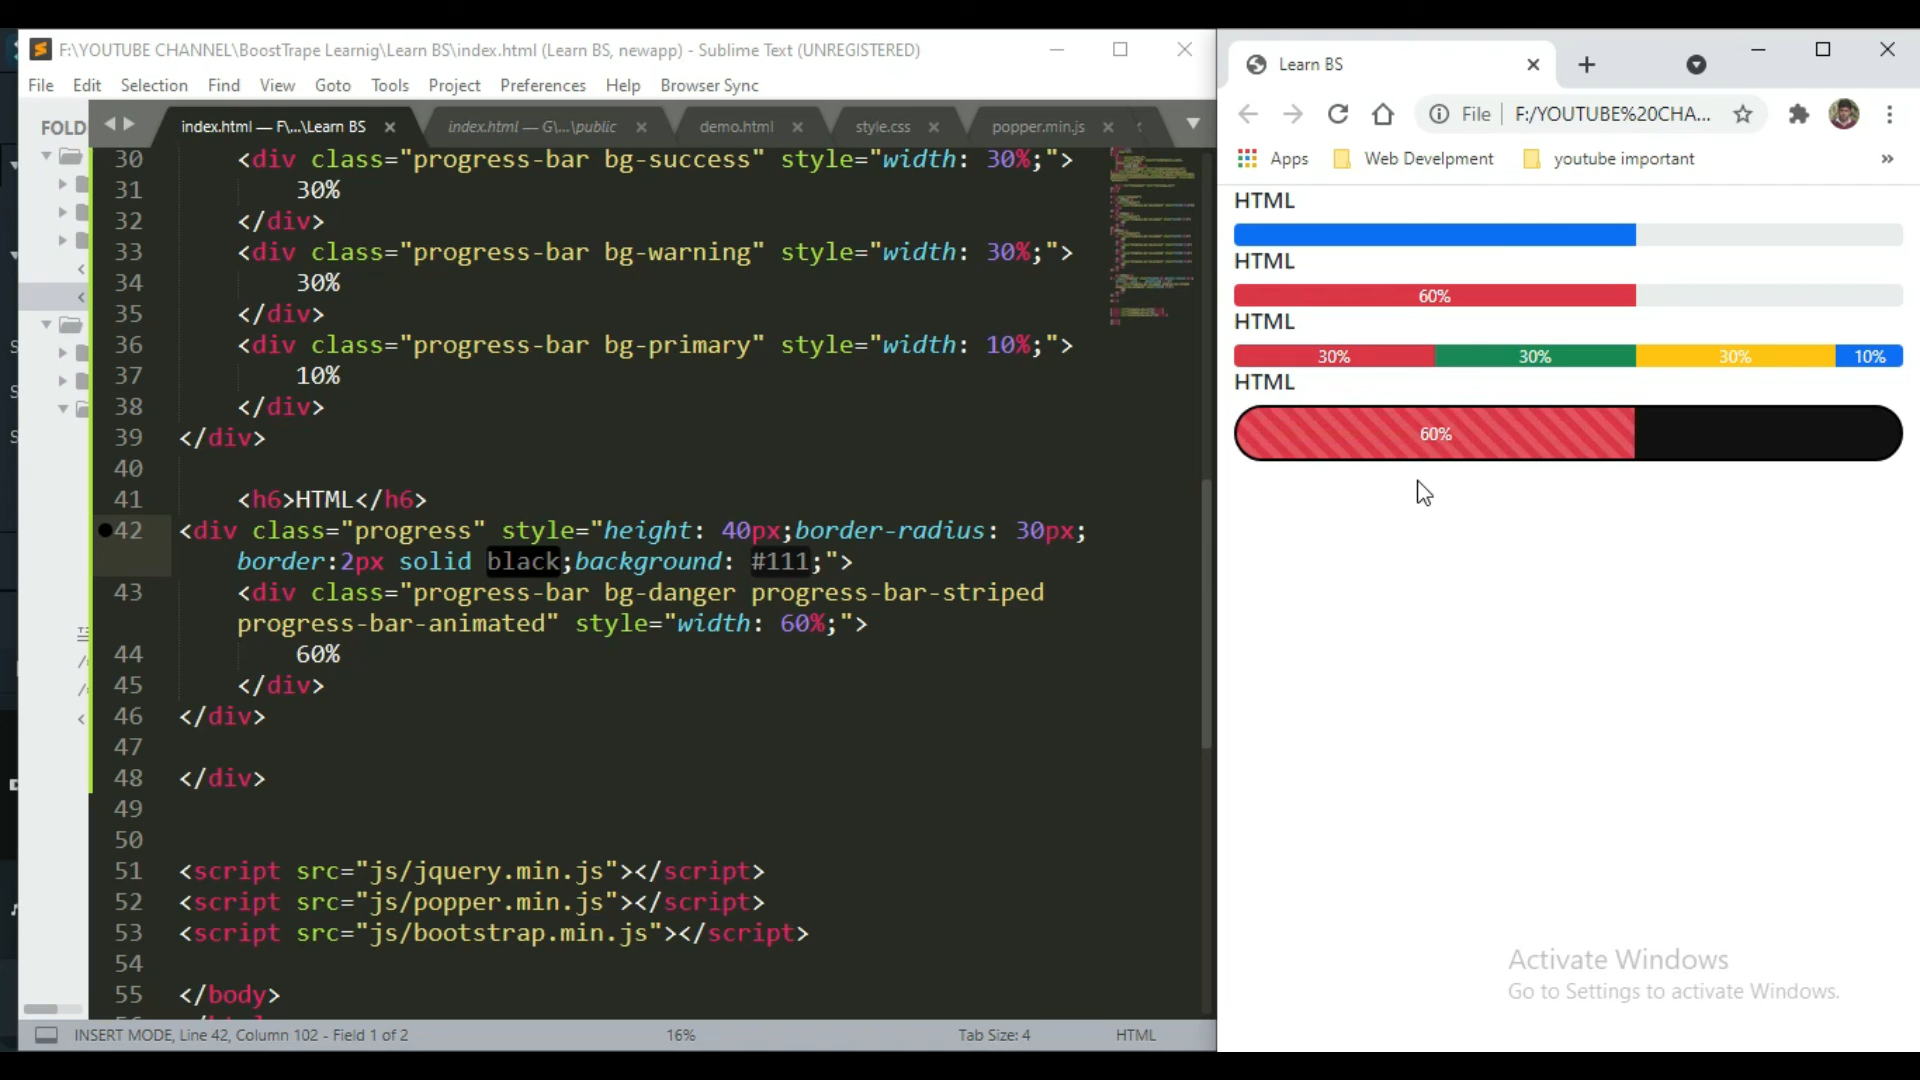 F:\YOUTUBE CHANNEL\BoostTrape Learnig\Learn BS\index.html (Learn BS, newapp) - Sublime Text (UNREGISTERED)
File Edit Selection Find View Goto Tools Project Preferences Help Browser Sync
FOLD
index.html — F\...\Learn BS
index.html — G\...\public
demo.html
style.css
popper.min.js
30 <div class="progress-bar bg-success" style="width: 30%;">
31 30%
32 </div>
33 <div class="progress-bar bg-warning" style="width: 30%;">
34 30%
35 </div>
36 <div class="progress-bar bg-primary" style="width: 10%;">
37 10%
38 </div>
39 </div>
40
41 <h6>HTML</h6>
42 <div class="progress" style="height: 40px;border-radius: 30px;
border:2px solid black;background: #111;">
43 <div class="progress-bar bg-danger progress-bar-striped
progress-bar-animated" style="width: 60%;">
44 60%
45 </div>
46 </div>
47
48 </div>
49
50
51 <script src="js/jquery.min.js"></script>
52 <script src="js/popper.min.js"></script>
53 <script src="js/bootstrap.min.js"></script>
54
55 </body>
INSERT MODE, Line 42, Column 102 - Field 1 of 2
16%
Tab Size: 4
HTML
Learn BS
File F:/YOUTUBE%20CHA...
Apps Web Develpment youtube important »
HTML
HTML
60%
HTML
30% 30% 30% 10%
HTML
60%
Activate Windows
Go to Settings to activate Windows.